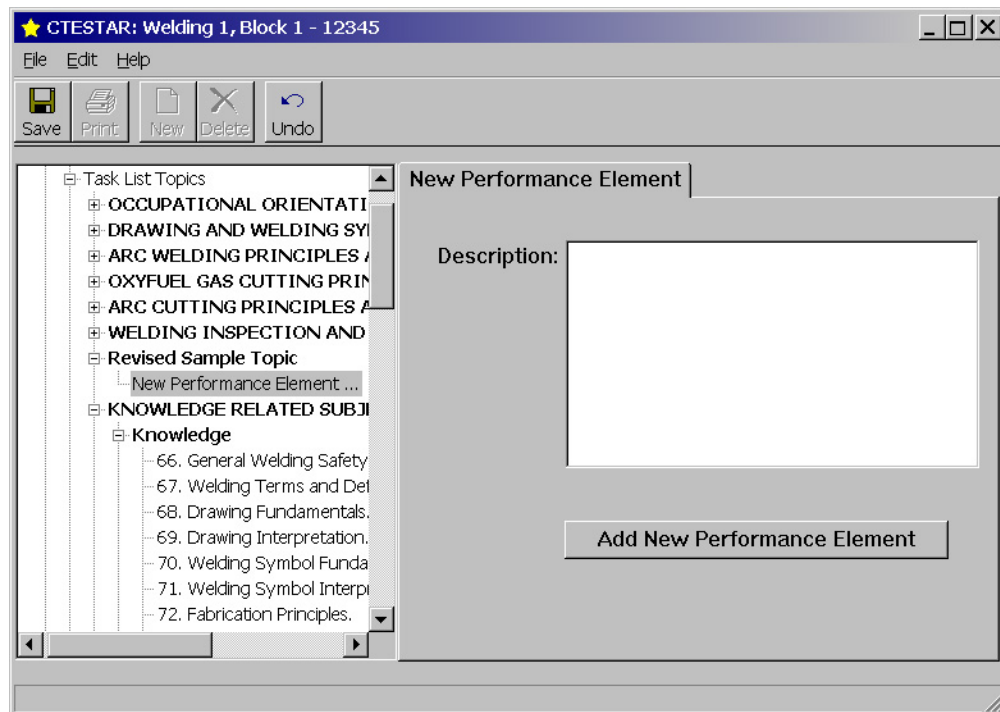 CTESTAR: Welding 1, Block 1 - 12345
File Edit Help
Save Print New Delete Undo
Task List Topics
OCCUPATIONAL ORIENTATI
DRAWING AND WELDING SY
ARC WELDING PRINCIPLES
OXYFUEL GAS CUTTING PRIN
ARC CUTTING PRINCIPLES A
WELDING INSPECTION AND
Revised Sample Topic
New Performance Element ...
KNOWLEDGE RELATED SUBJ
Knowledge
66. General Welding Safety
67. Welding Terms and Def
68. Drawing Fundamentals.
69. Drawing Interpretation.
70. Welding Symbol Funda
71. Welding Symbol Interp
72. Fabrication Principles.
New Performance Element
Description:
Add New Performance Element